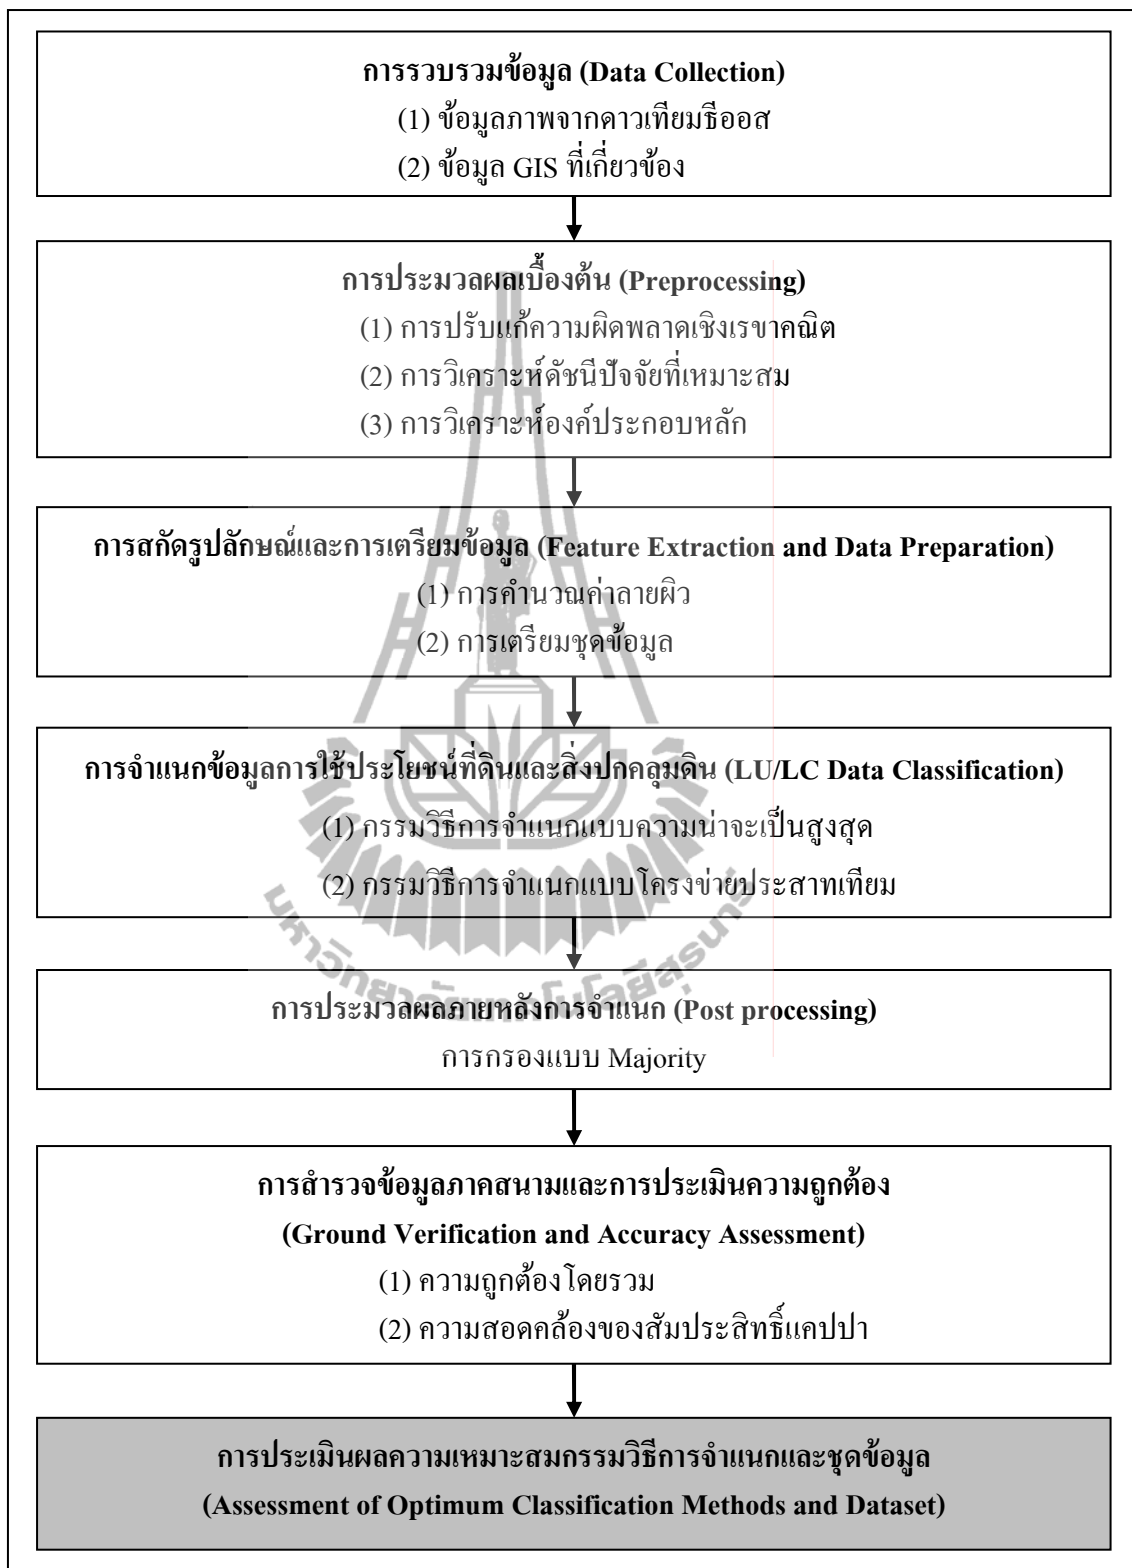 การรวบรวมข้อมูล (Data Collection)
(1) ข้อมูลภาพจากดาวเทียมธีออส
(2) ข้อมูล GIS ที่เกี่ยวข้อง
การประมวลผลเบื้องต้น (Preprocessing)
(1) การปรับแก้ความผิดพลาดเชิงเรขาคณิต
(2) การวิเคราะห์ดัชนีปัจจัยที่เหมาะสม
(3) การวิเคราะห์องค์ประกอบหลัก
การสกัดรูปลักษณ์และการเตรียมข้อมูล (Feature Extraction and Data Preparation)
(1) การคำนวณค่าลายผิว
(2) การเตรียมชุดข้อมูล
การจำแนกข้อมูลการใช้ประโยชน์ที่ดินและสิ่งปกคลุมดิน (LU/LC Data Classification)
(1) กรรมวิธีการจำแนกแบบความน่าจะเป็นสูงสุด
(2) กรรมวิธีการจำแนกแบบโครงข่ายประสาทเทียม
มหาวิทยาลัยเทคโนโลยีสุรนารี
การประมวลผลภายหลังการจำแนก (Post processing)
การกรองแบบ Majority
การสำรวจข้อมูลภาคสนามและการประเมินความถูกต้อง
(Ground Verification and Accuracy Assessment)
(1) ความถูกต้องโดยรวม
(2) ความสอดคล้องของสัมประสิทธิ์แคปปา
การประเมินผลความเหมาะสมกรรมวิธีการจำแนกและชุดข้อมูล
(Assessment of Optimum Classification Methods and Dataset)